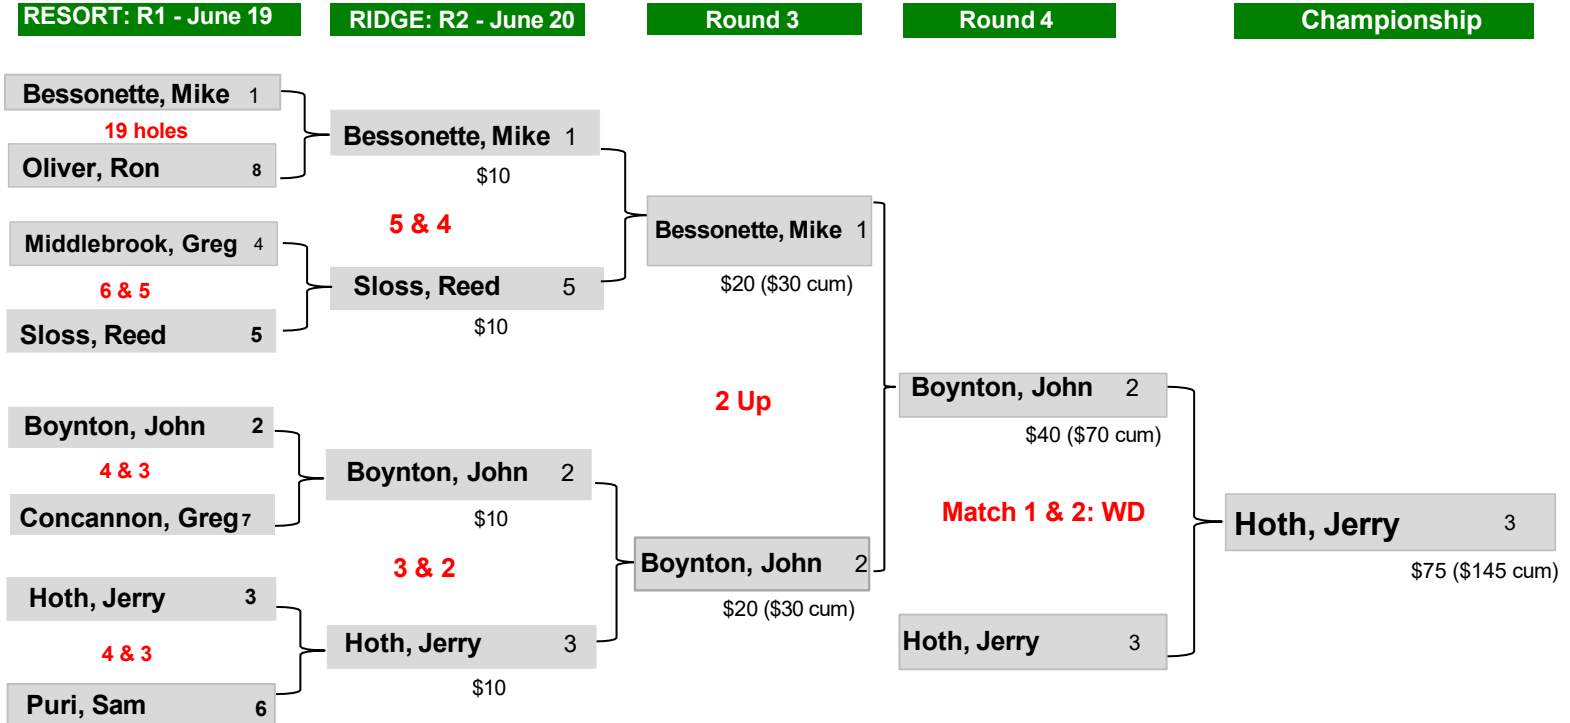 RESORT: R1 - June 19
RIDGE: R2 - June 20
Round 3
Round 4
Championship
Bessonette, Mike 1
19 holes
Oliver, Ron 8
Middlebrook, Greg 4
6 & 5
Sloss, Reed 5
Boynton, John 2
4 & 3
Concannon, Greg 7
Hoth, Jerry 3
4 & 3
Puri, Sam 6
Bessonette, Mike 1
$10
5 & 4
Sloss, Reed 5
$10
Boynton, John 2
$10
3 & 2
Hoth, Jerry 3
$10
Bessonette, Mike 1
$20 ($30 cum)
2 Up
Boynton, John 2
$20 ($30 cum)
Boynton, John 2
$40 ($70 cum)
Match 1 & 2: WD
Hoth, Jerry 3
Hoth, Jerry 3
$75 ($145 cum)